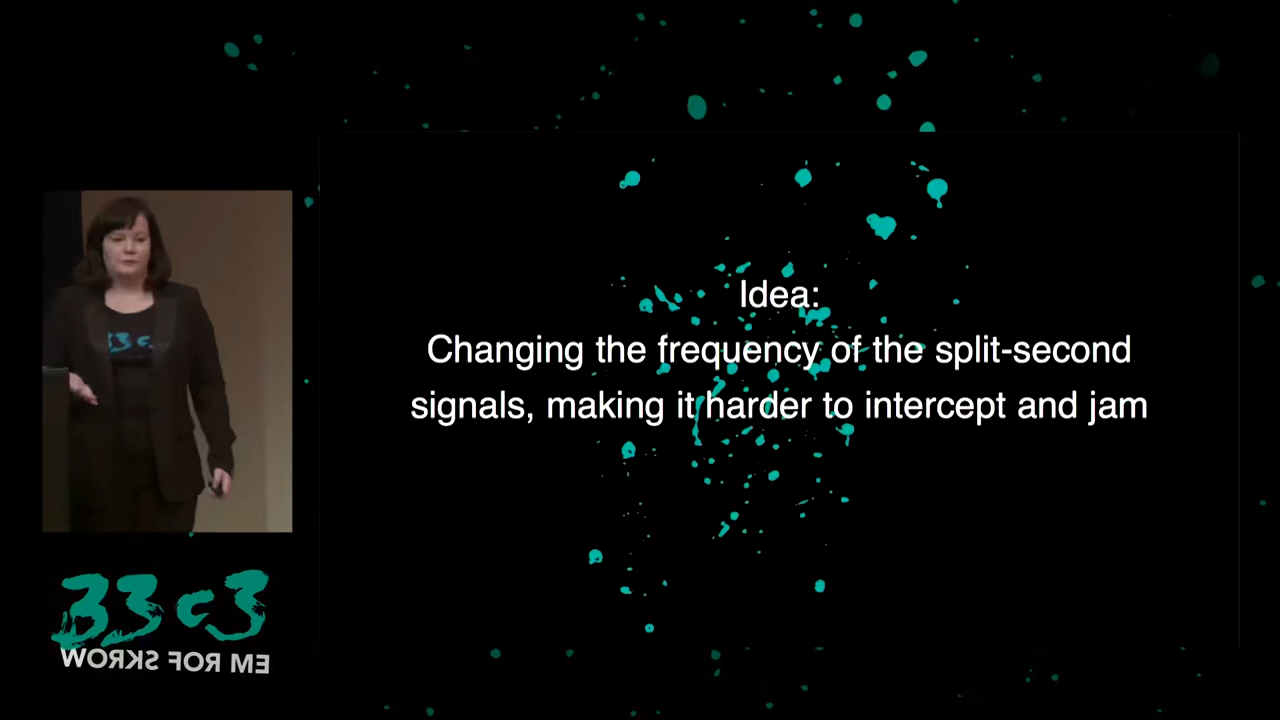 Idea:
Changing the frequency of the split-second
signals, making it harder to intercept and jam
33c3
33c3
WORKS FOR ME